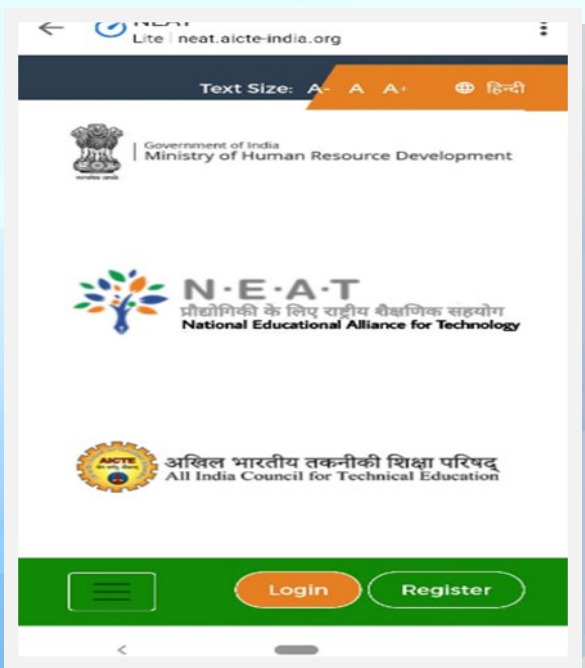 Lite neat.aicte-india.org
Text Size: A- A A+ हिन्दी
Government of India
Ministry of Human Resource Development
N·E·A·T
प्रौद्योगिकी के लिए राष्ट्रीय शैक्षणिक सहयोग
National Educational Alliance for Technology
AICTE
अखिल भारतीय तकनीकी शिक्षा परिषद्
All India Council for Technical Education
Login Register